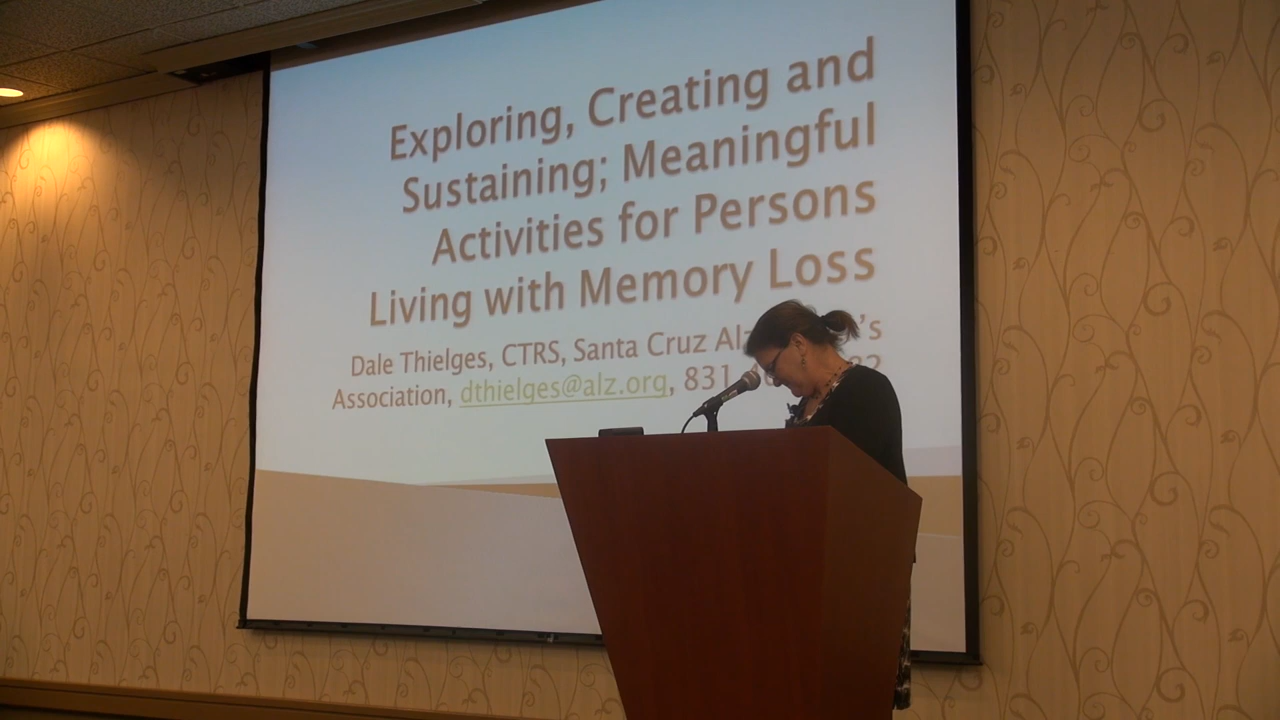 Exploring, Creating and
Sustaining; Meaningful
Activities for Persons
Living with Memory Loss
Dale Thielges, CTRS, Santa Cruz
Association, dthielges@alz.org, 831